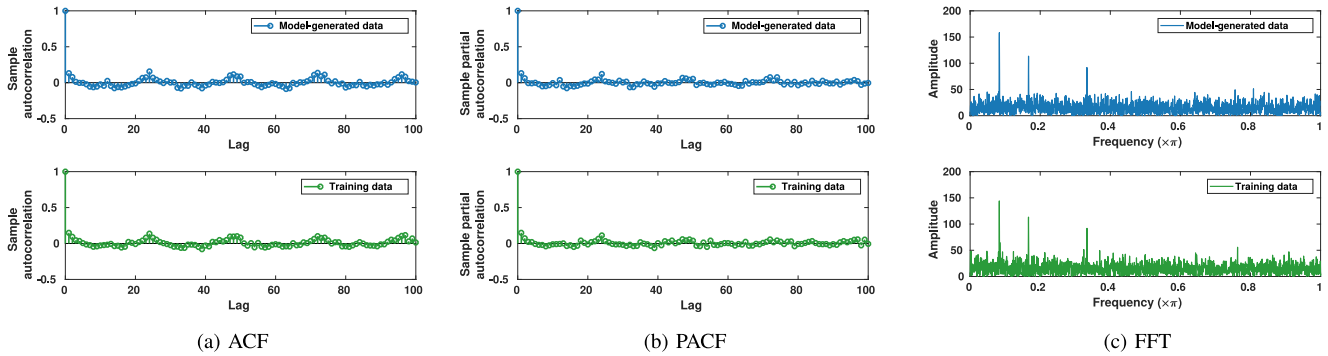 Model-generated data
1
0.5
0
-0.5
Sample
autocorrelation
0 20 40 60 80 100
Lag
Training data
1
0.5
0
-0.5
Sample
autocorrelation
0 20 40 60 80 100
Lag
(a) ACF
Model-generated data
1
0.5
0
-0.5
Sample partial
autocorrelation
0 20 40 60 80 100
Lag
Training data
1
0.5
0
-0.5
Sample partial
autocorrelation
0 20 40 60 80 100
Lag
(b) PACF
Model-generated data
200
150
100
50
0
Amplitude
0 0.2 0.4 0.6 0.8 1
Frequency (×π)
Training data
200
150
100
50
0
Amplitude
0 0.2 0.4 0.6 0.8 1
Frequency (×π)
(c) FFT